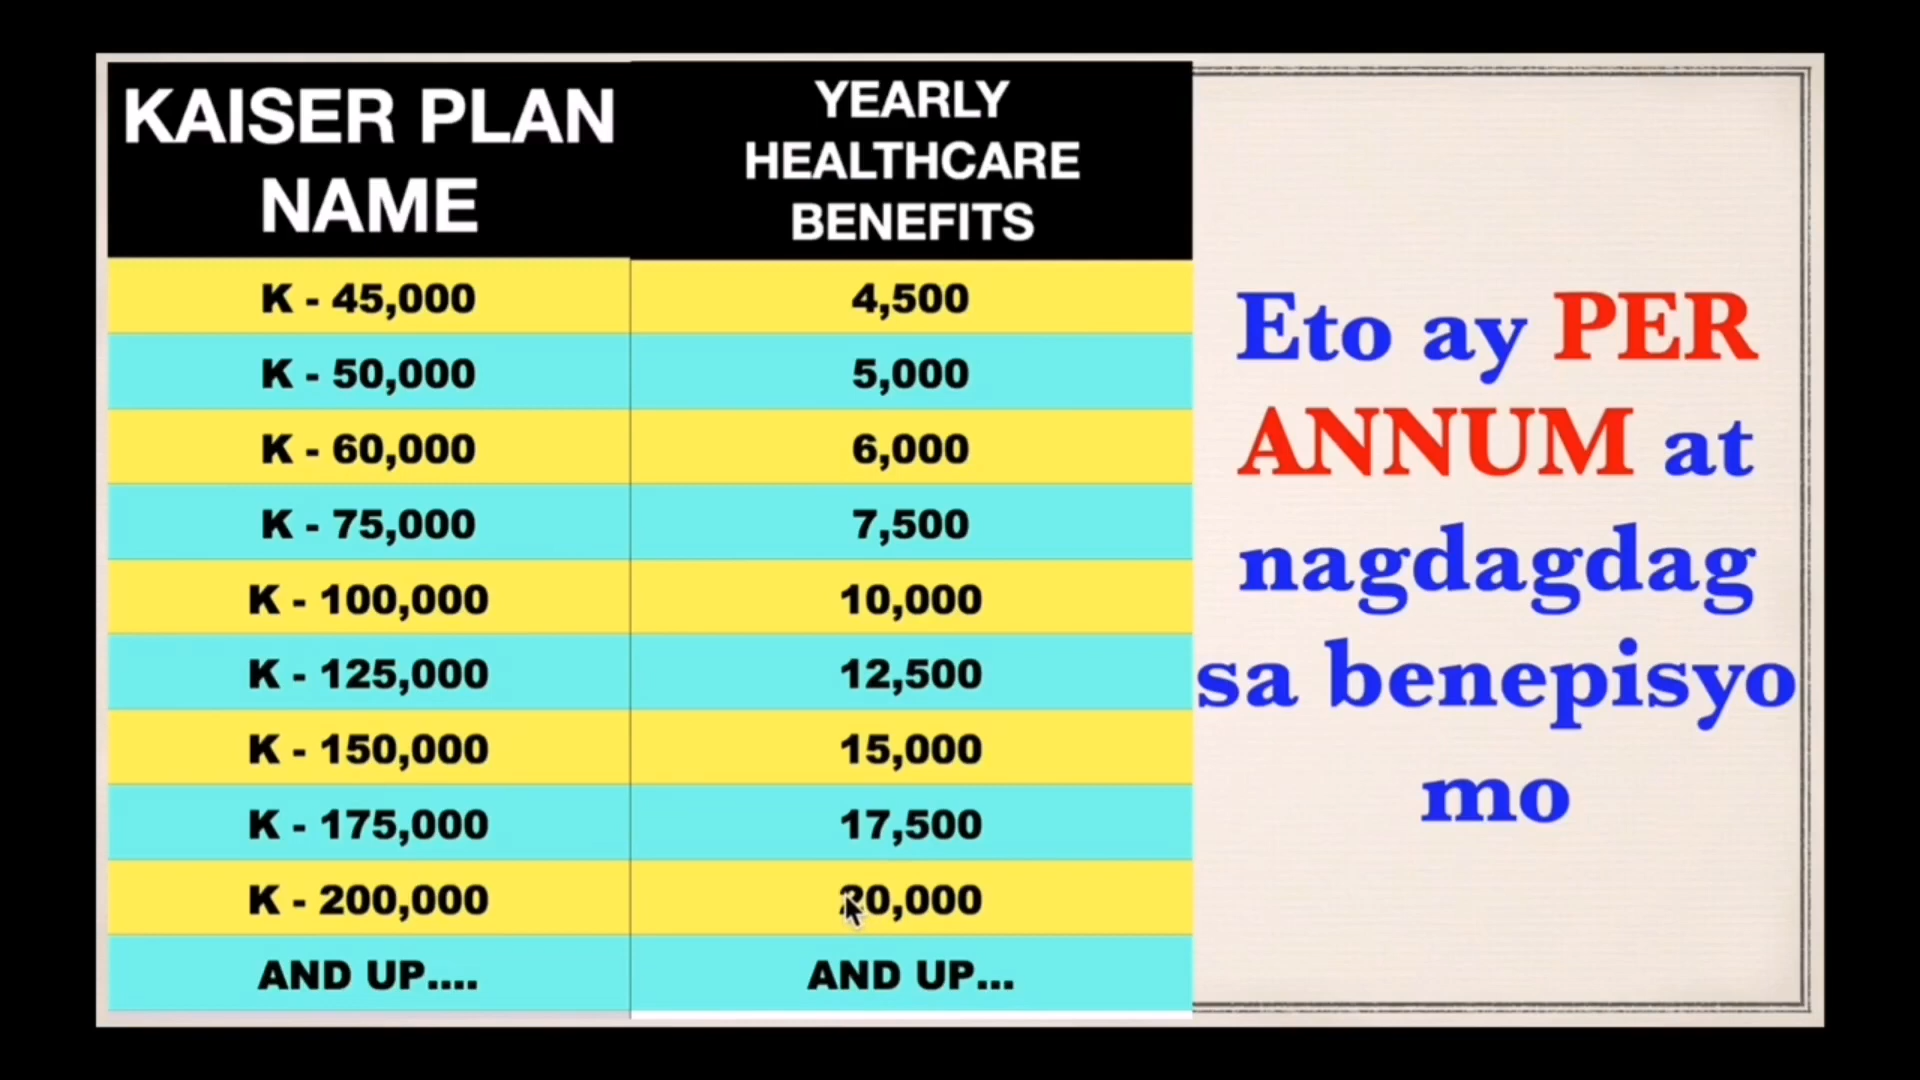 KAISER PLAN
NAME
YEARLY
HEALTHCARE
BENEFITS
K - 45,000
4,500
K - 50,000
5,000
K - 60,000
6,000
K - 75,000
7,500
K - 100,000
10,000
K - 125,000
12,500
K - 150,000
15,000
K - 175,000
17,500
K - 200,000
20,000
AND UP....
AND UP...
Eto ay PER
ANNUM at
nagdagdag
sa benepisyo
mo